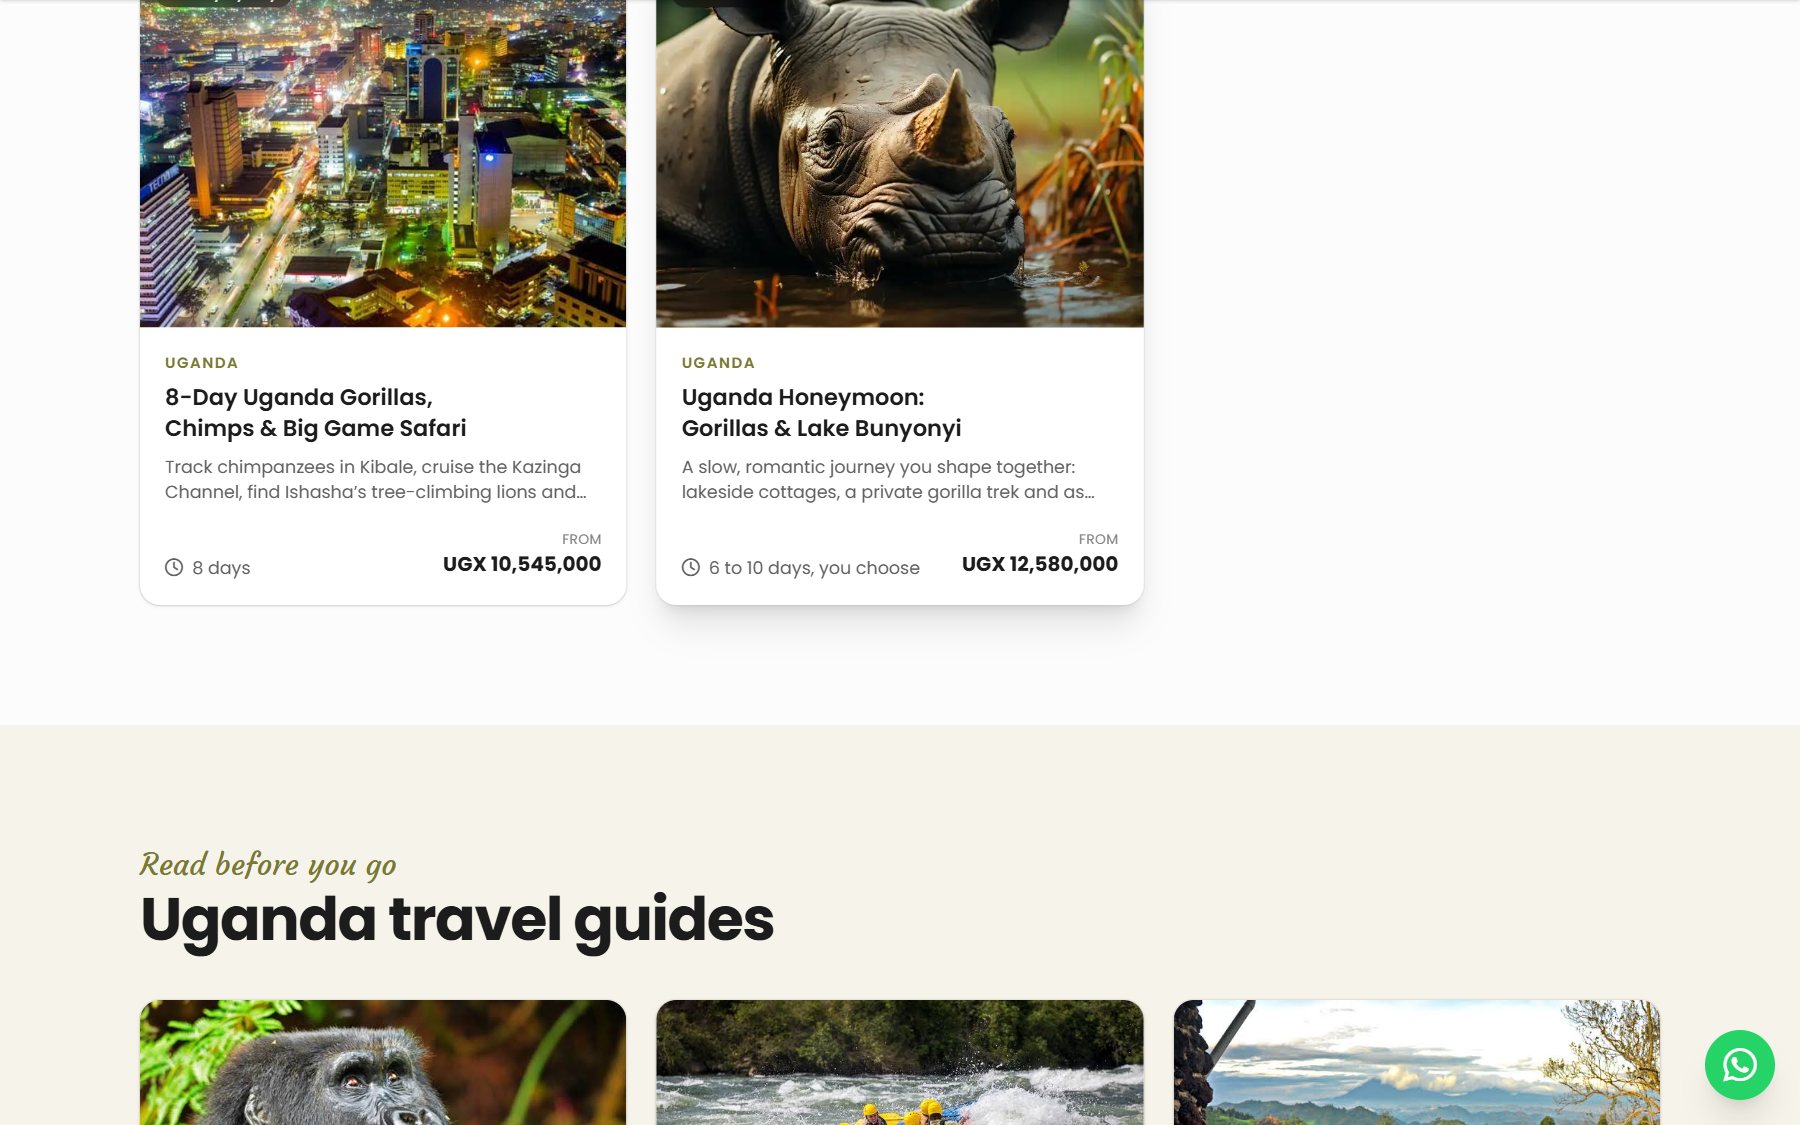 TECNO
UGANDA
8-Day Uganda Gorillas,
Chimps & Big Game Safari
Track chimpanzees in Kibale, cruise the Kazinga
Channel, find Ishasha’s tree-climbing lions and…
8 days
FROM
UGX 10,545,000
UGANDA
Uganda Honeymoon:
Gorillas & Lake Bunyonyi
A slow, romantic journey you shape together:
lakeside cottages, a private gorilla trek and as…
6 to 10 days, you choose
FROM
UGX 12,580,000
Read before you go
Uganda travel guides